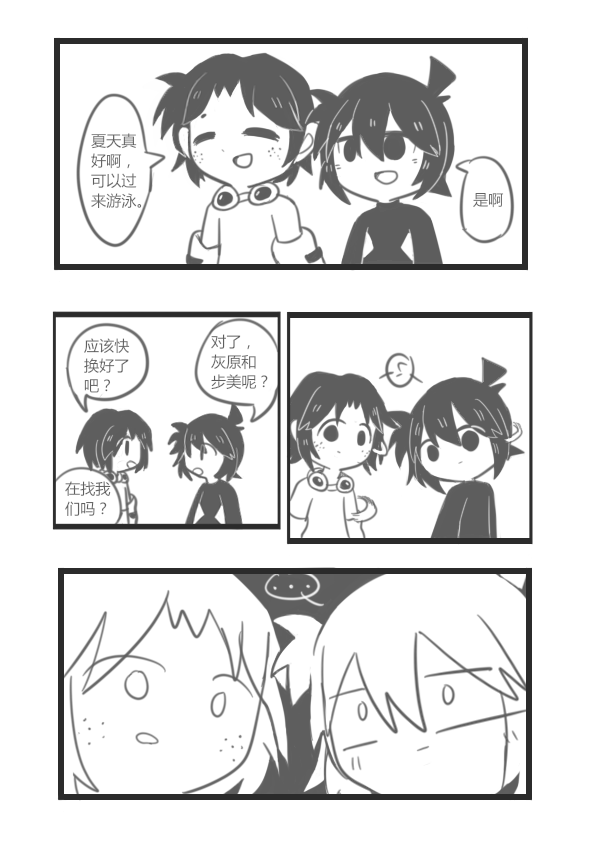 夏天真
好啊，
可以过
来游泳。
是啊
对了，
灰原和
步美呢？
应该快
换好了
吧？
在找我
们吗？
?
...